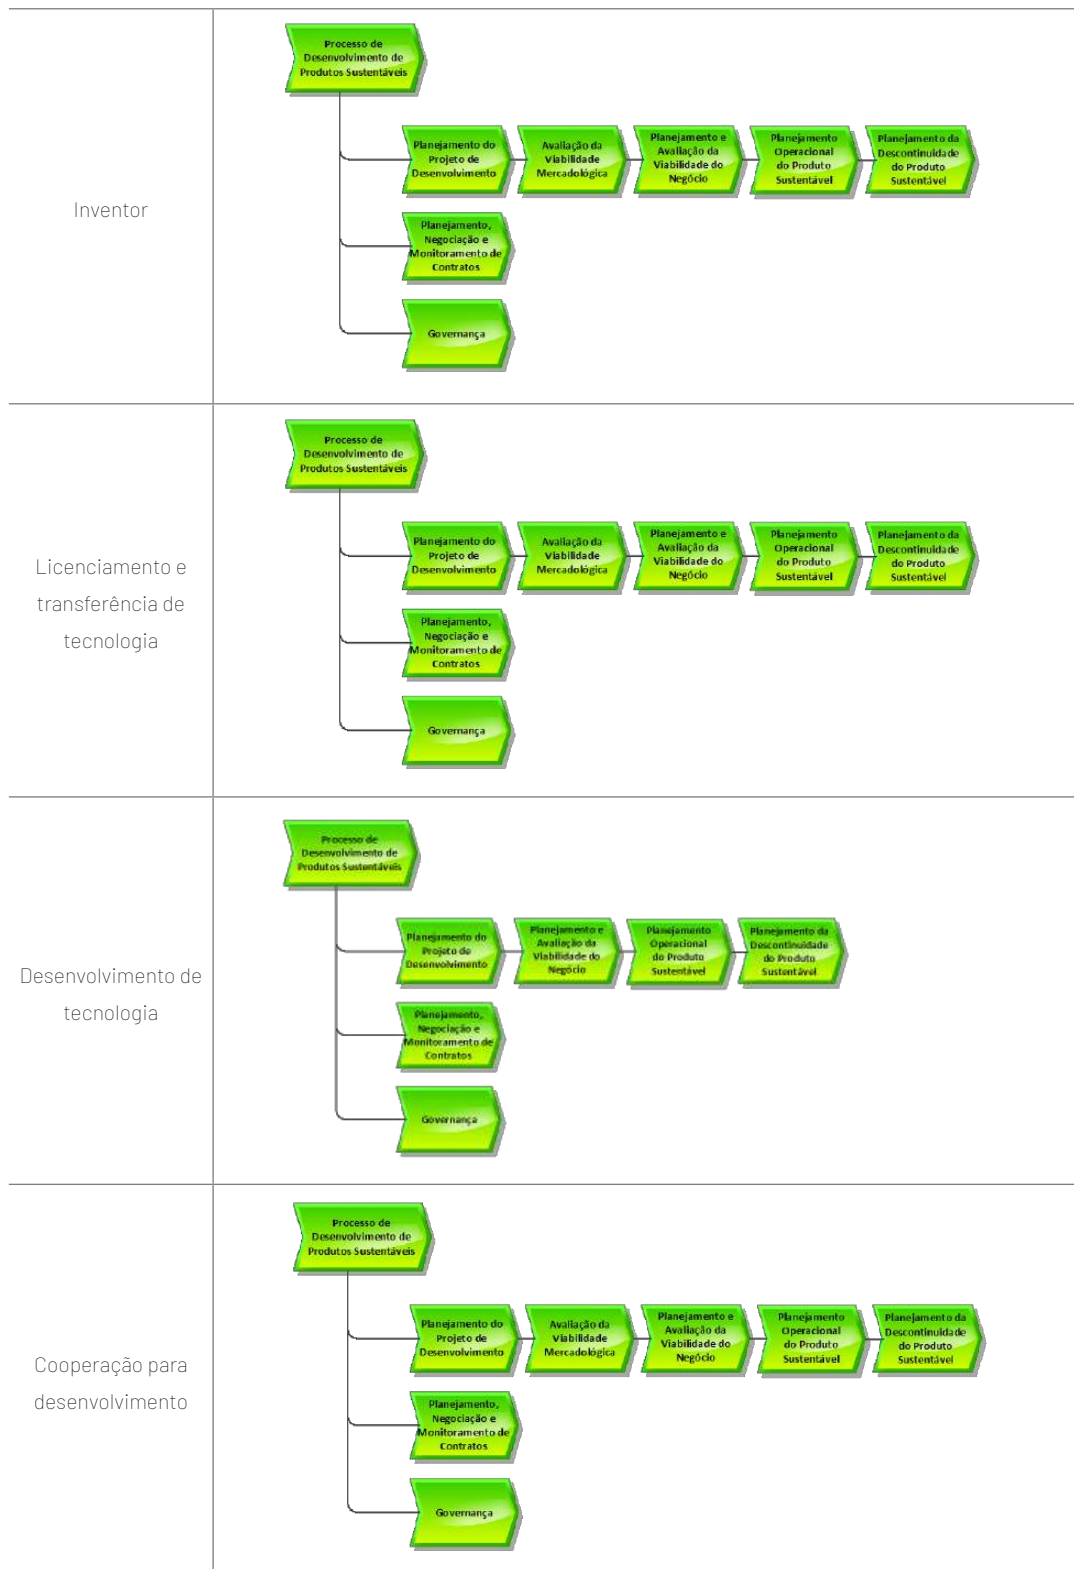 Inventor
Processo de
Desenvolvimento de
Produtos Sustentáveis
Planejamento do
Projeto de
Desenvolvimento
Avaliação da
Viabilidade
Mercadológica
Planejamento e
Avaliação da
Viabilidade do
Negócio
Planejamento
Operacional
do Produto
Sustentável
Planejamento da
Descontinuidade
do Produto
Sustentável
Planejamento,
Negociação e
Monitoramento de
Contratos
Governança
Licenciamento e
transferência de
tecnologia
Processo de
Desenvolvimento de
Produtos Sustentáveis
Planejamento do
Projeto de
Desenvolvimento
Avaliação da
Viabilidade
Mercadológica
Planejamento e
Avaliação da
Viabilidade do
Negócio
Planejamento
Operacional
do Produto
Sustentável
Planejamento da
Descontinuidade
do Produto
Sustentável
Planejamento,
Negociação e
Monitoramento de
Contratos
Governança
Desenvolvimento de
tecnologia
Processo de
Desenvolvimento de
Produtos Sustentáveis
Planejamento do
Projeto de
Desenvolvimento
Planejamento e
Avaliação da
Viabilidade do
Negócio
Planejamento
Operacional
do Produto
Sustentável
Planejamento da
Descontinuidade
do Produto
Sustentável
Planejamento,
Negociação e
Monitoramento de
Contratos
Governança
Cooperação para
desenvolvimento
Processo de
Desenvolvimento de
Produtos Sustentáveis
Planejamento do
Projeto de
Desenvolvimento
Avaliação da
Viabilidade
Mercadológica
Planejamento e
Avaliação da
Viabilidade do
Negócio
Planejamento
Operacional
do Produto
Sustentável
Planejamento da
Descontinuidade
do Produto
Sustentável
Planejamento,
Negociação e
Monitoramento de
Contratos
Governança